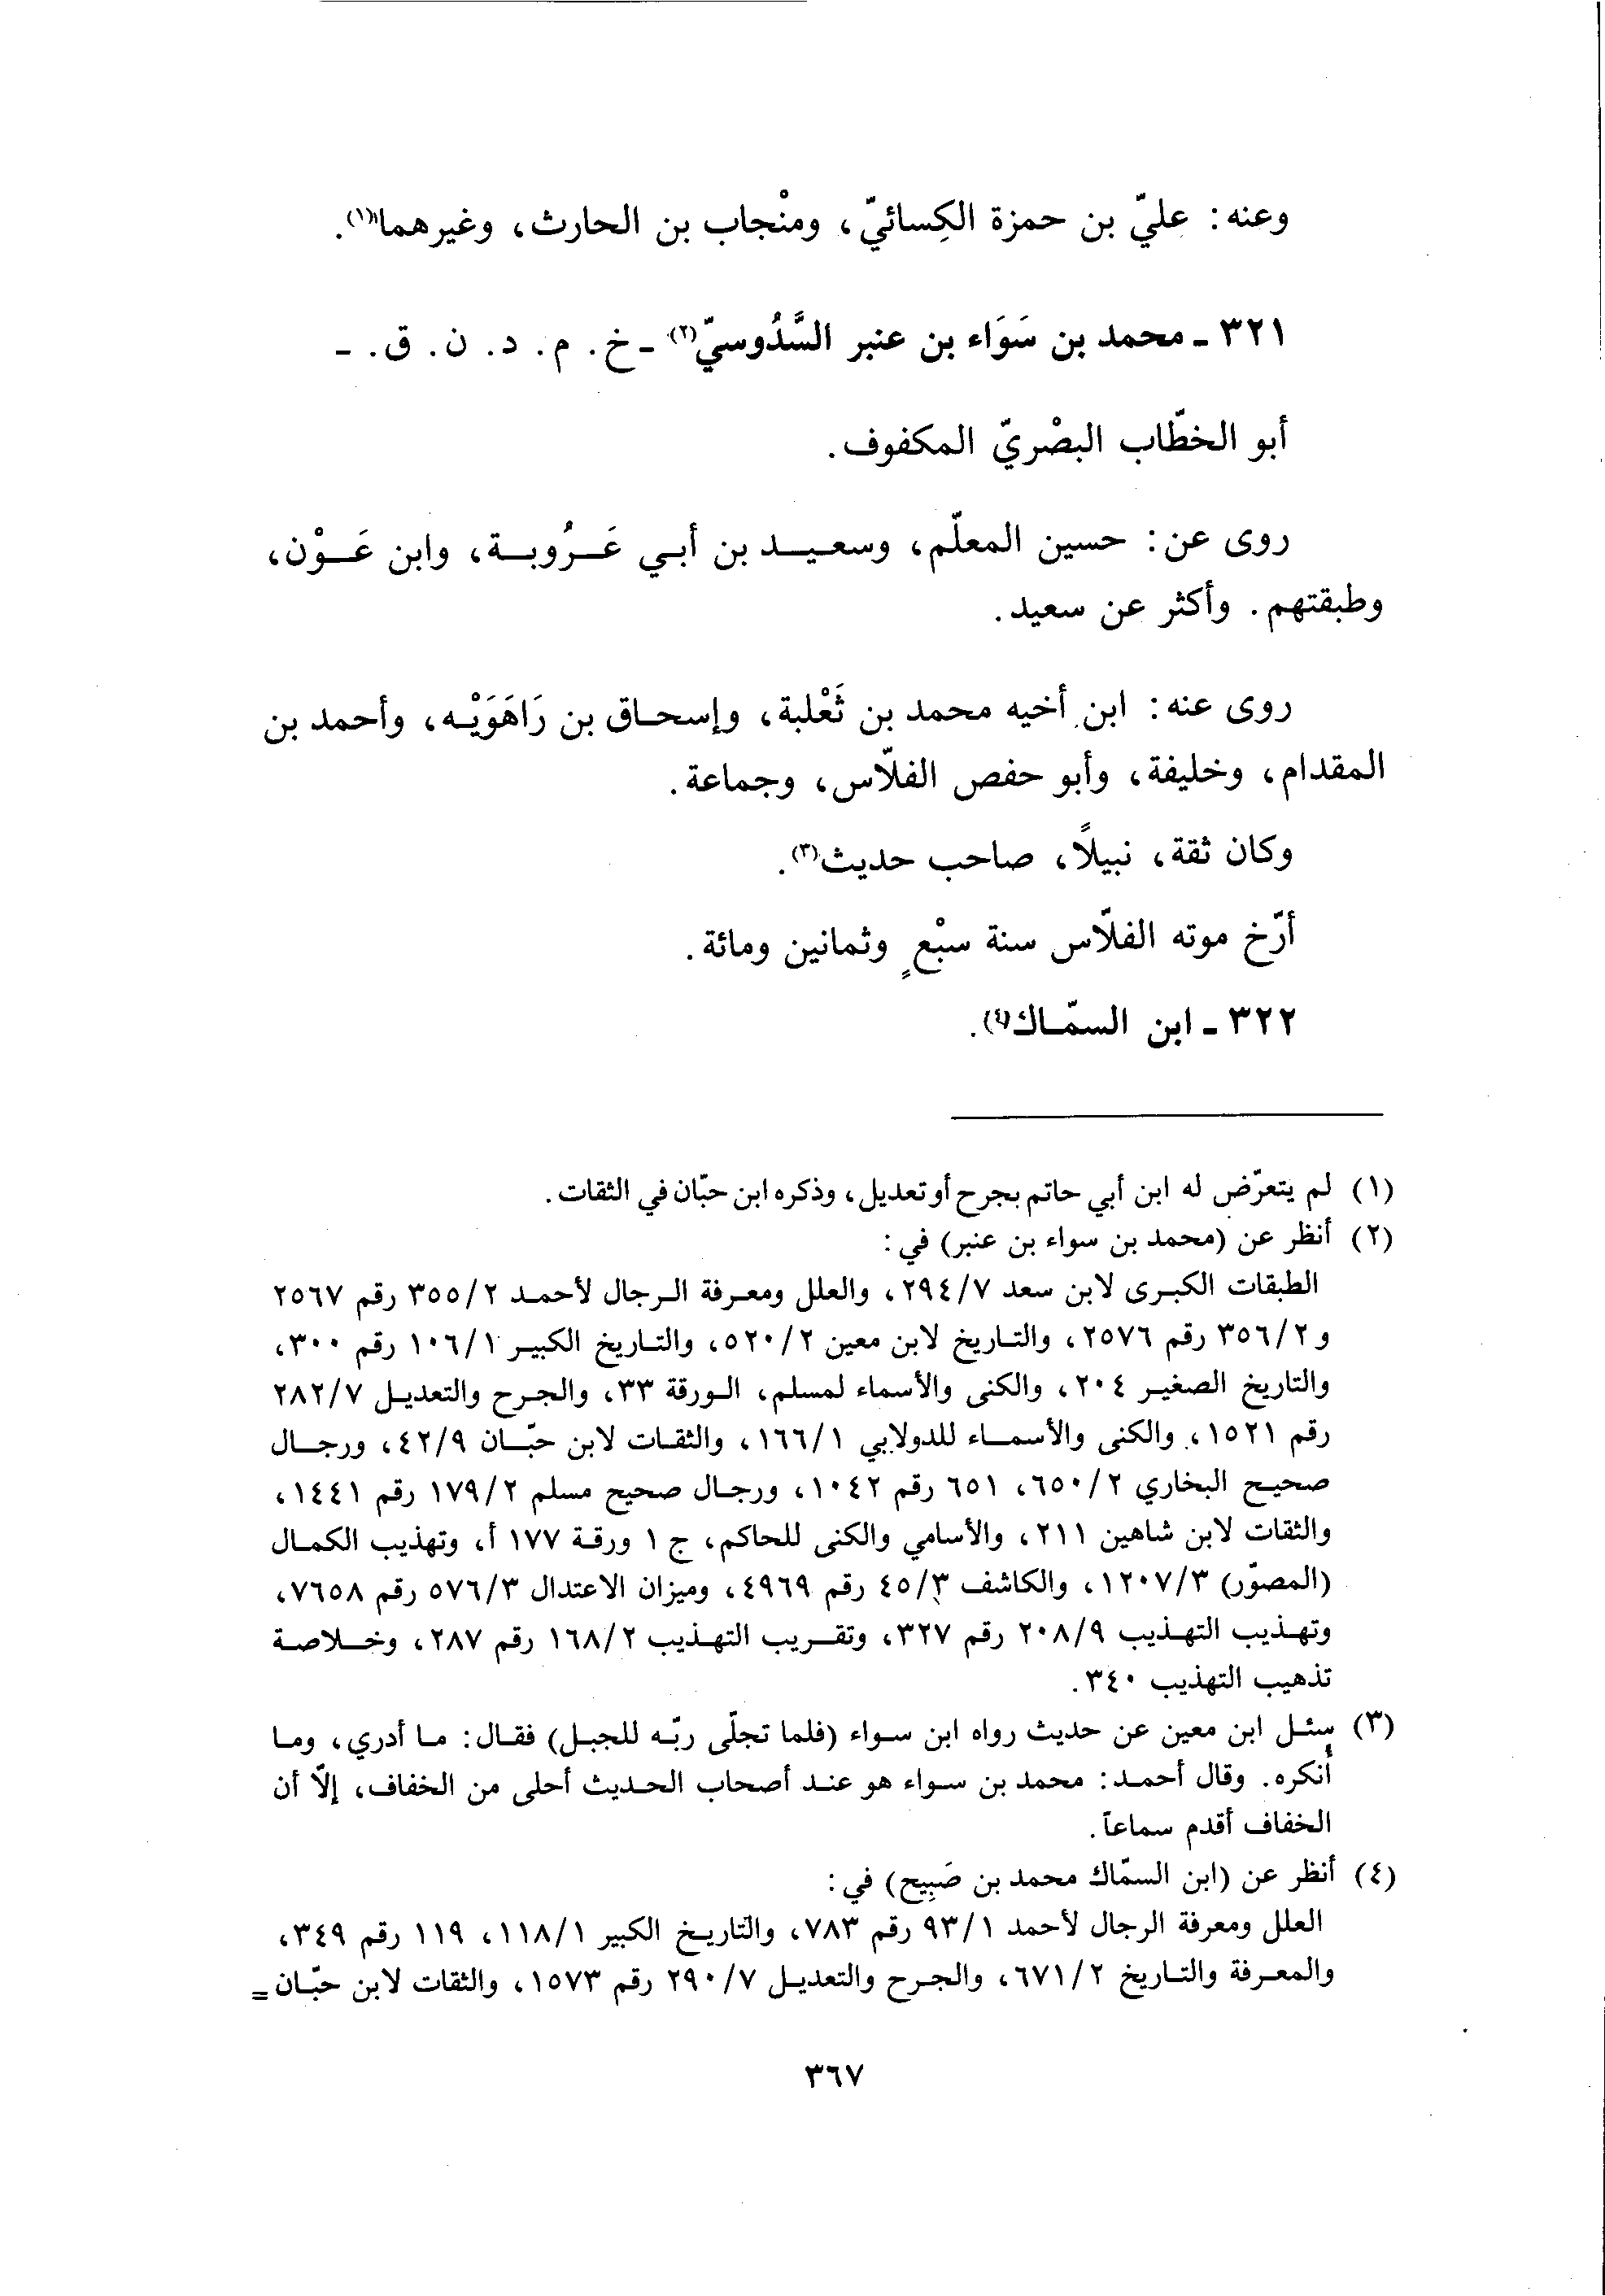 وعنه: عليّ بن حمزة الكِسائيّ، ومنْجاب بن الحارث، وغيرهما(١).
٣٢١ ـ محمد بن سَوَاء بن عنبر السَّدُوسيّ(٢) ـ خ. م. د. ن. ق. ـ
أبو الخطّاب البصْريّ المكفوف.
روى عن: حسين المعلّم، وسعيد بن أبي عَرُوبة، وابن عَوْن،
وطبقتهم. وأكثر عن سعيد.
روى عنه: ابن أخيه محمد بن ثَعْلبة، وإسحاق بن رَاهَوَيْه، وأحمد بن
المقدام، وخليفة، وأبو حفص الفلّاس، وجماعة.
وكان ثقة، نبيلاً، صاحب حديث(٣).
أرّخ موته الفلّاس سنة سبْعٍ وثمانين ومائة.
٣٢٢ ـ ابن السمّاك(٤).
(١) لم يتعرّض له ابن أبي حاتم بجرح أو تعديل، وذكره ابن حبّان في الثقات.
(٢) أنظر عن (محمد بن سواء بن عنبر) في:
الطبقات الكبرى لابن سعد ٢٩٤/٧، والعلل ومعرفة الرجال لأحمد ٣٥٥/٢ رقم ٢٥٦٧
و٣٥٦/٢ رقم ٢٥٧٦، والتاريخ لابن معين ٥٢٠/٢، والتاريخ الكبير ١٠٦/١ رقم ٣٠٠،
والتاريخ الصغير ٢٠٤، والكنى والأسماء لمسلم، الورقة ٣٣، والجرح والتعديل ٢٨٢/٧
رقم ١٥٢١، والكنى والأسماء للدولابي ١٦٦/١، والثقات لابن حبّان ٤٢/٩، ورجال
صحيح البخاري ٦٥٠/٢، ٦٥١ رقم ١٠٤٢، ورجال صحيح مسلم ١٧٩/٢ رقم ١٤٤١،
والثقات لابن شاهين ٢١١، والأسامي والكنى للحاكم، ج ١ ورقة ١٧٧ أ، وتهذيب الكمال
(المصوّر) ١٢٠٧/٣، والكاشف ٤٥/٣ رقم ٤٩٦٩، وميزان الاعتدال ٥٧٦/٣ رقم ٧٦٥٨،
وتهذيب التهذيب ٢٠٨/٩ رقم ٣٢٧، وتقريب التهذيب ١٦٨/٢ رقم ٢٨٧، وخلاصة
تذهيب التهذيب ٣٤٠.
(٣) سئل ابن معين عن حديث رواه ابن سواء (فلما تجلّى ربّه للجبل) فقال: ما أدري، وما
أنكره. وقال أحمد: محمد بن سواء هو عند أصحاب الحديث أحلى من الخفاف، إلّا أن
الخفاف أقدم سماعاً.
(٤) أنظر عن (ابن السمّاك محمد بن صَبِيح) في:
العلل ومعرفة الرجال لأحمد ٩٣/١ رقم ٧٨٣، والتاريخ الكبير ١١٨/١، ١١٩ رقم ٣٤٩،
والمعرفة والتاريخ ٦٧١/٢، والجرح والتعديل ٢٩٠/٧ رقم ١٥٧٣، والثقات لابن حبّان =
٣٦٧